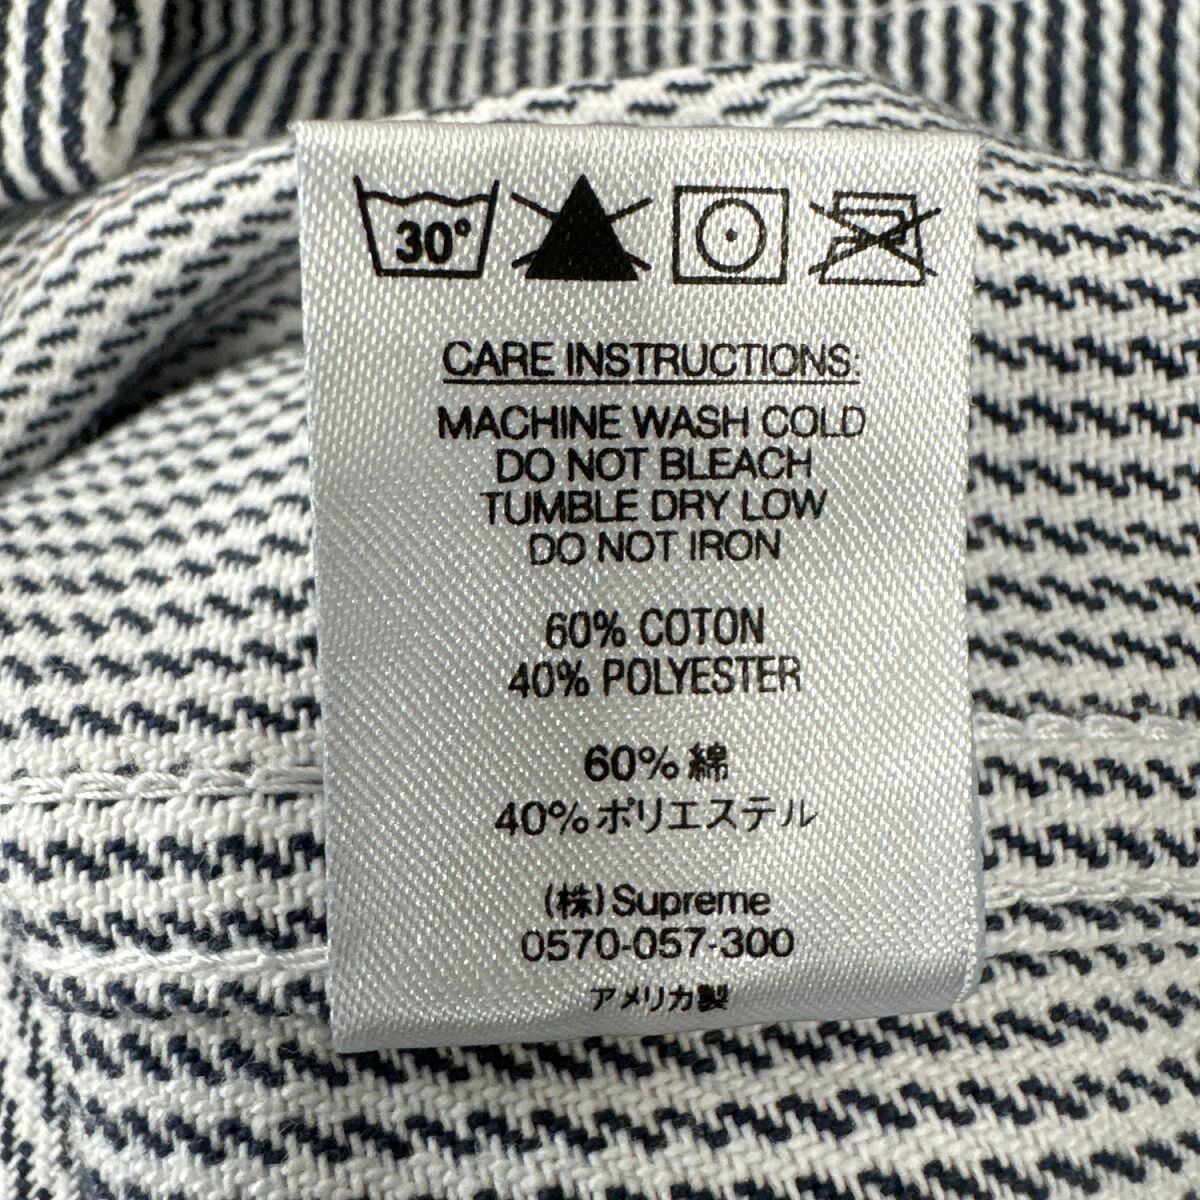 30°
CARE INSTRUCTIONS:
MACHINE WASH COLD
DO NOT BLEACH
TUMBLE DRY LOW
DO NOT IRON
60% COTON
40% POLYESTER
60% 綿
40% ポリエステル
(株) Supreme
0570-057-300
アメリカ製